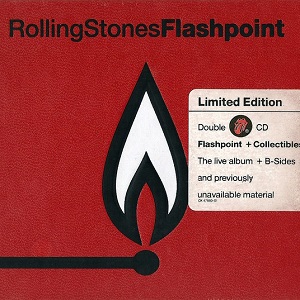 RollingStonesFlashpoint
Limited Edition
Double CD
Flashpoint + Collectibles
The live album + B-Sides
and previously
unavailable material